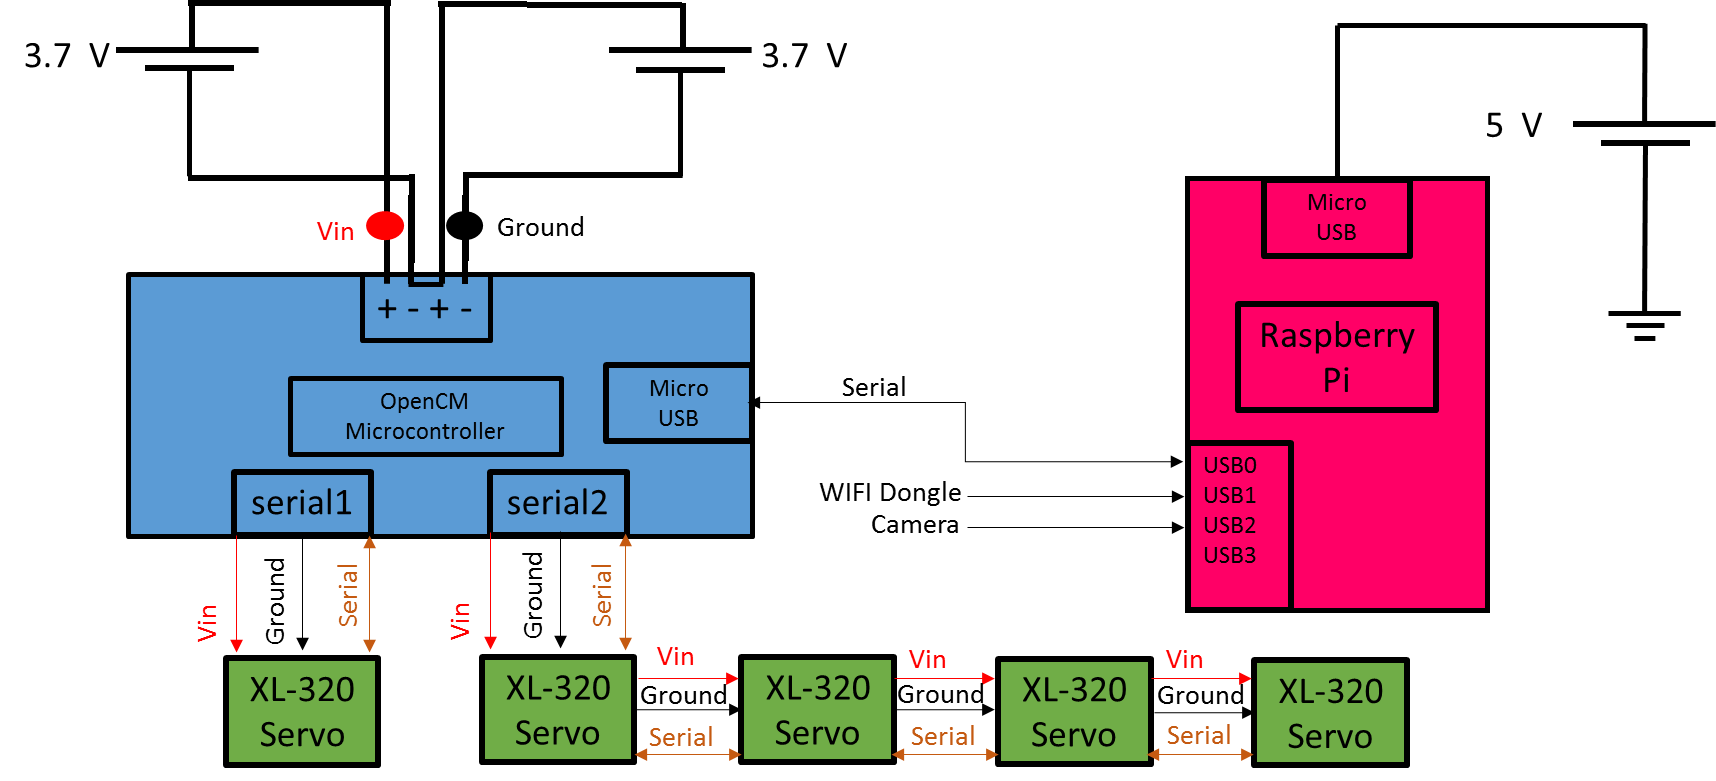 3.7 V
3.7 V
5 V
Vin
Ground
+ - + -
Micro
USB
OpenCM
Microcontroller
Micro
USB
Serial
Raspberry
Pi
WIFI Dongle
Camera
USB0
USB1
USB2
USB3
serial1
serial2
Vin
Ground
Serial
Vin
Ground
Serial
XL-320
Servo
XL-320
Servo
Vin
Ground
Serial
XL-320
Servo
Vin
Ground
Serial
XL-320
Servo
Vin
Ground
Serial
XL-320
Servo